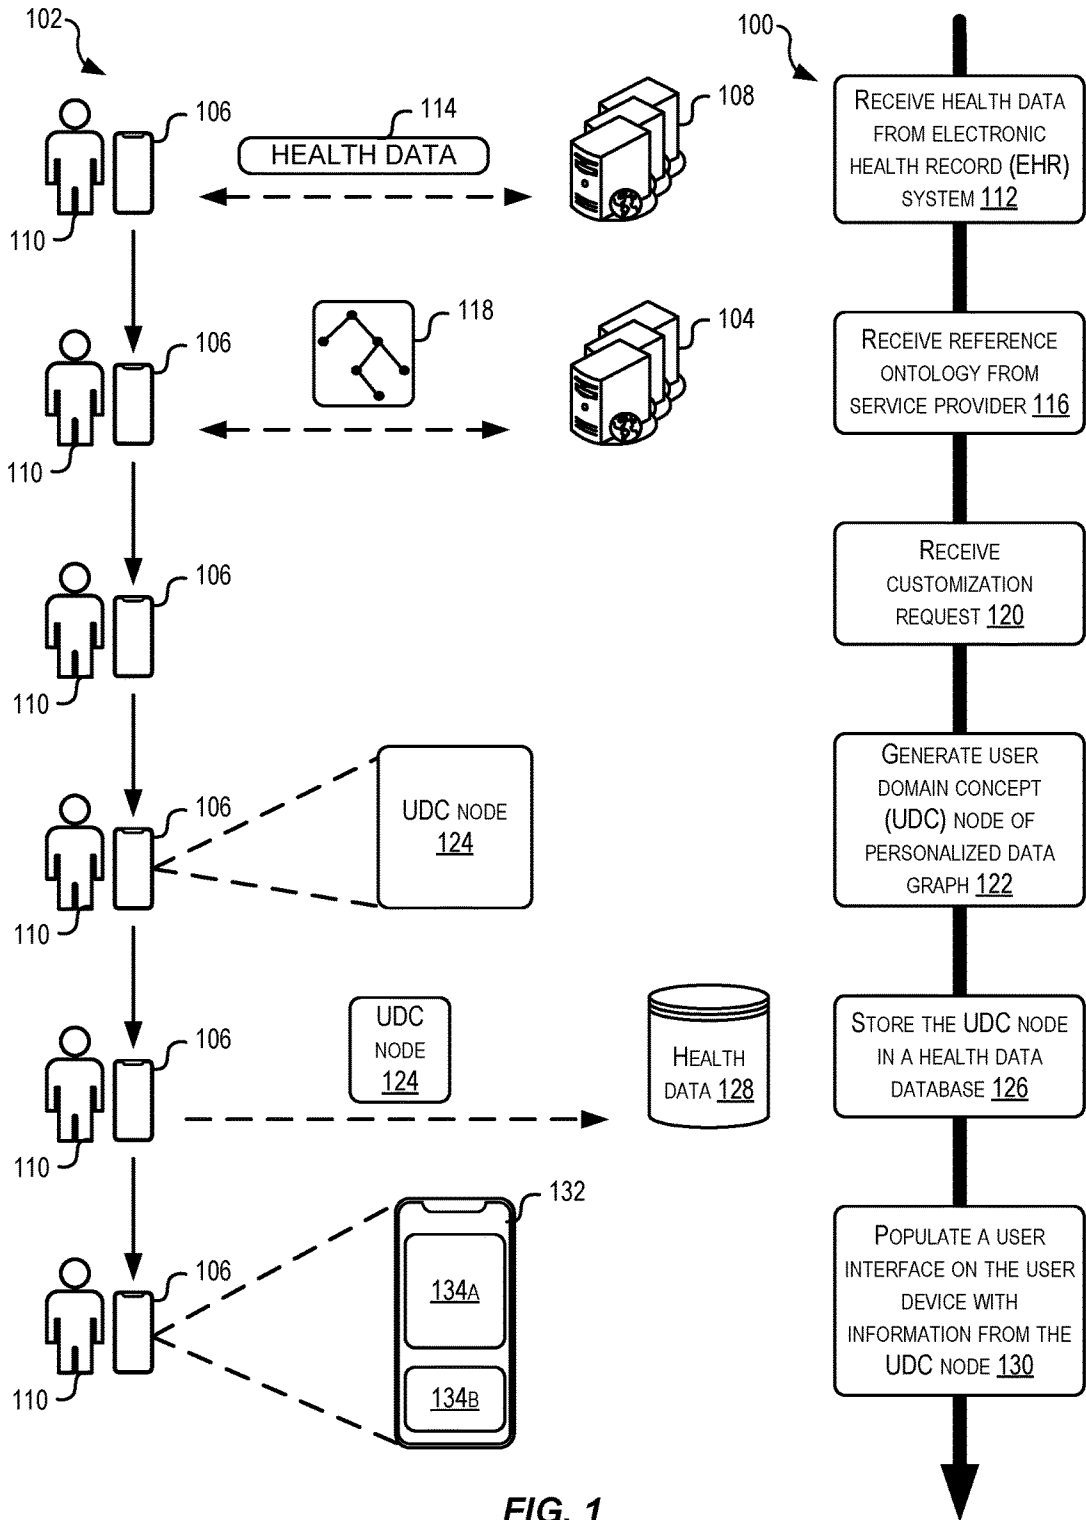 102
106
114
HEALTH DATA
108
110
100
RECEIVE HEALTH DATA
FROM ELECTRONIC
HEALTH RECORD (EHR)
SYSTEM 112
106
118
104
110
RECEIVE REFERENCE
ONTOLOGY FROM
SERVICE PROVIDER 116
106
110
RECEIVE
CUSTOMIZATION
REQUEST 120
106
110
UDC NODE
124
GENERATE USER
DOMAIN CONCEPT
(UDC) NODE OF
PERSONALIZED DATA
GRAPH 122
106
110
UDC
NODE
124
HEALTH
DATA 128
STORE THE UDC NODE
IN A HEALTH DATA
DATABASE 126
106
110
132
134A
134B
POPULATE A USER
INTERFACE ON THE USER
DEVICE WITH
INFORMATION FROM THE
UDC NODE 130
FIG. 1